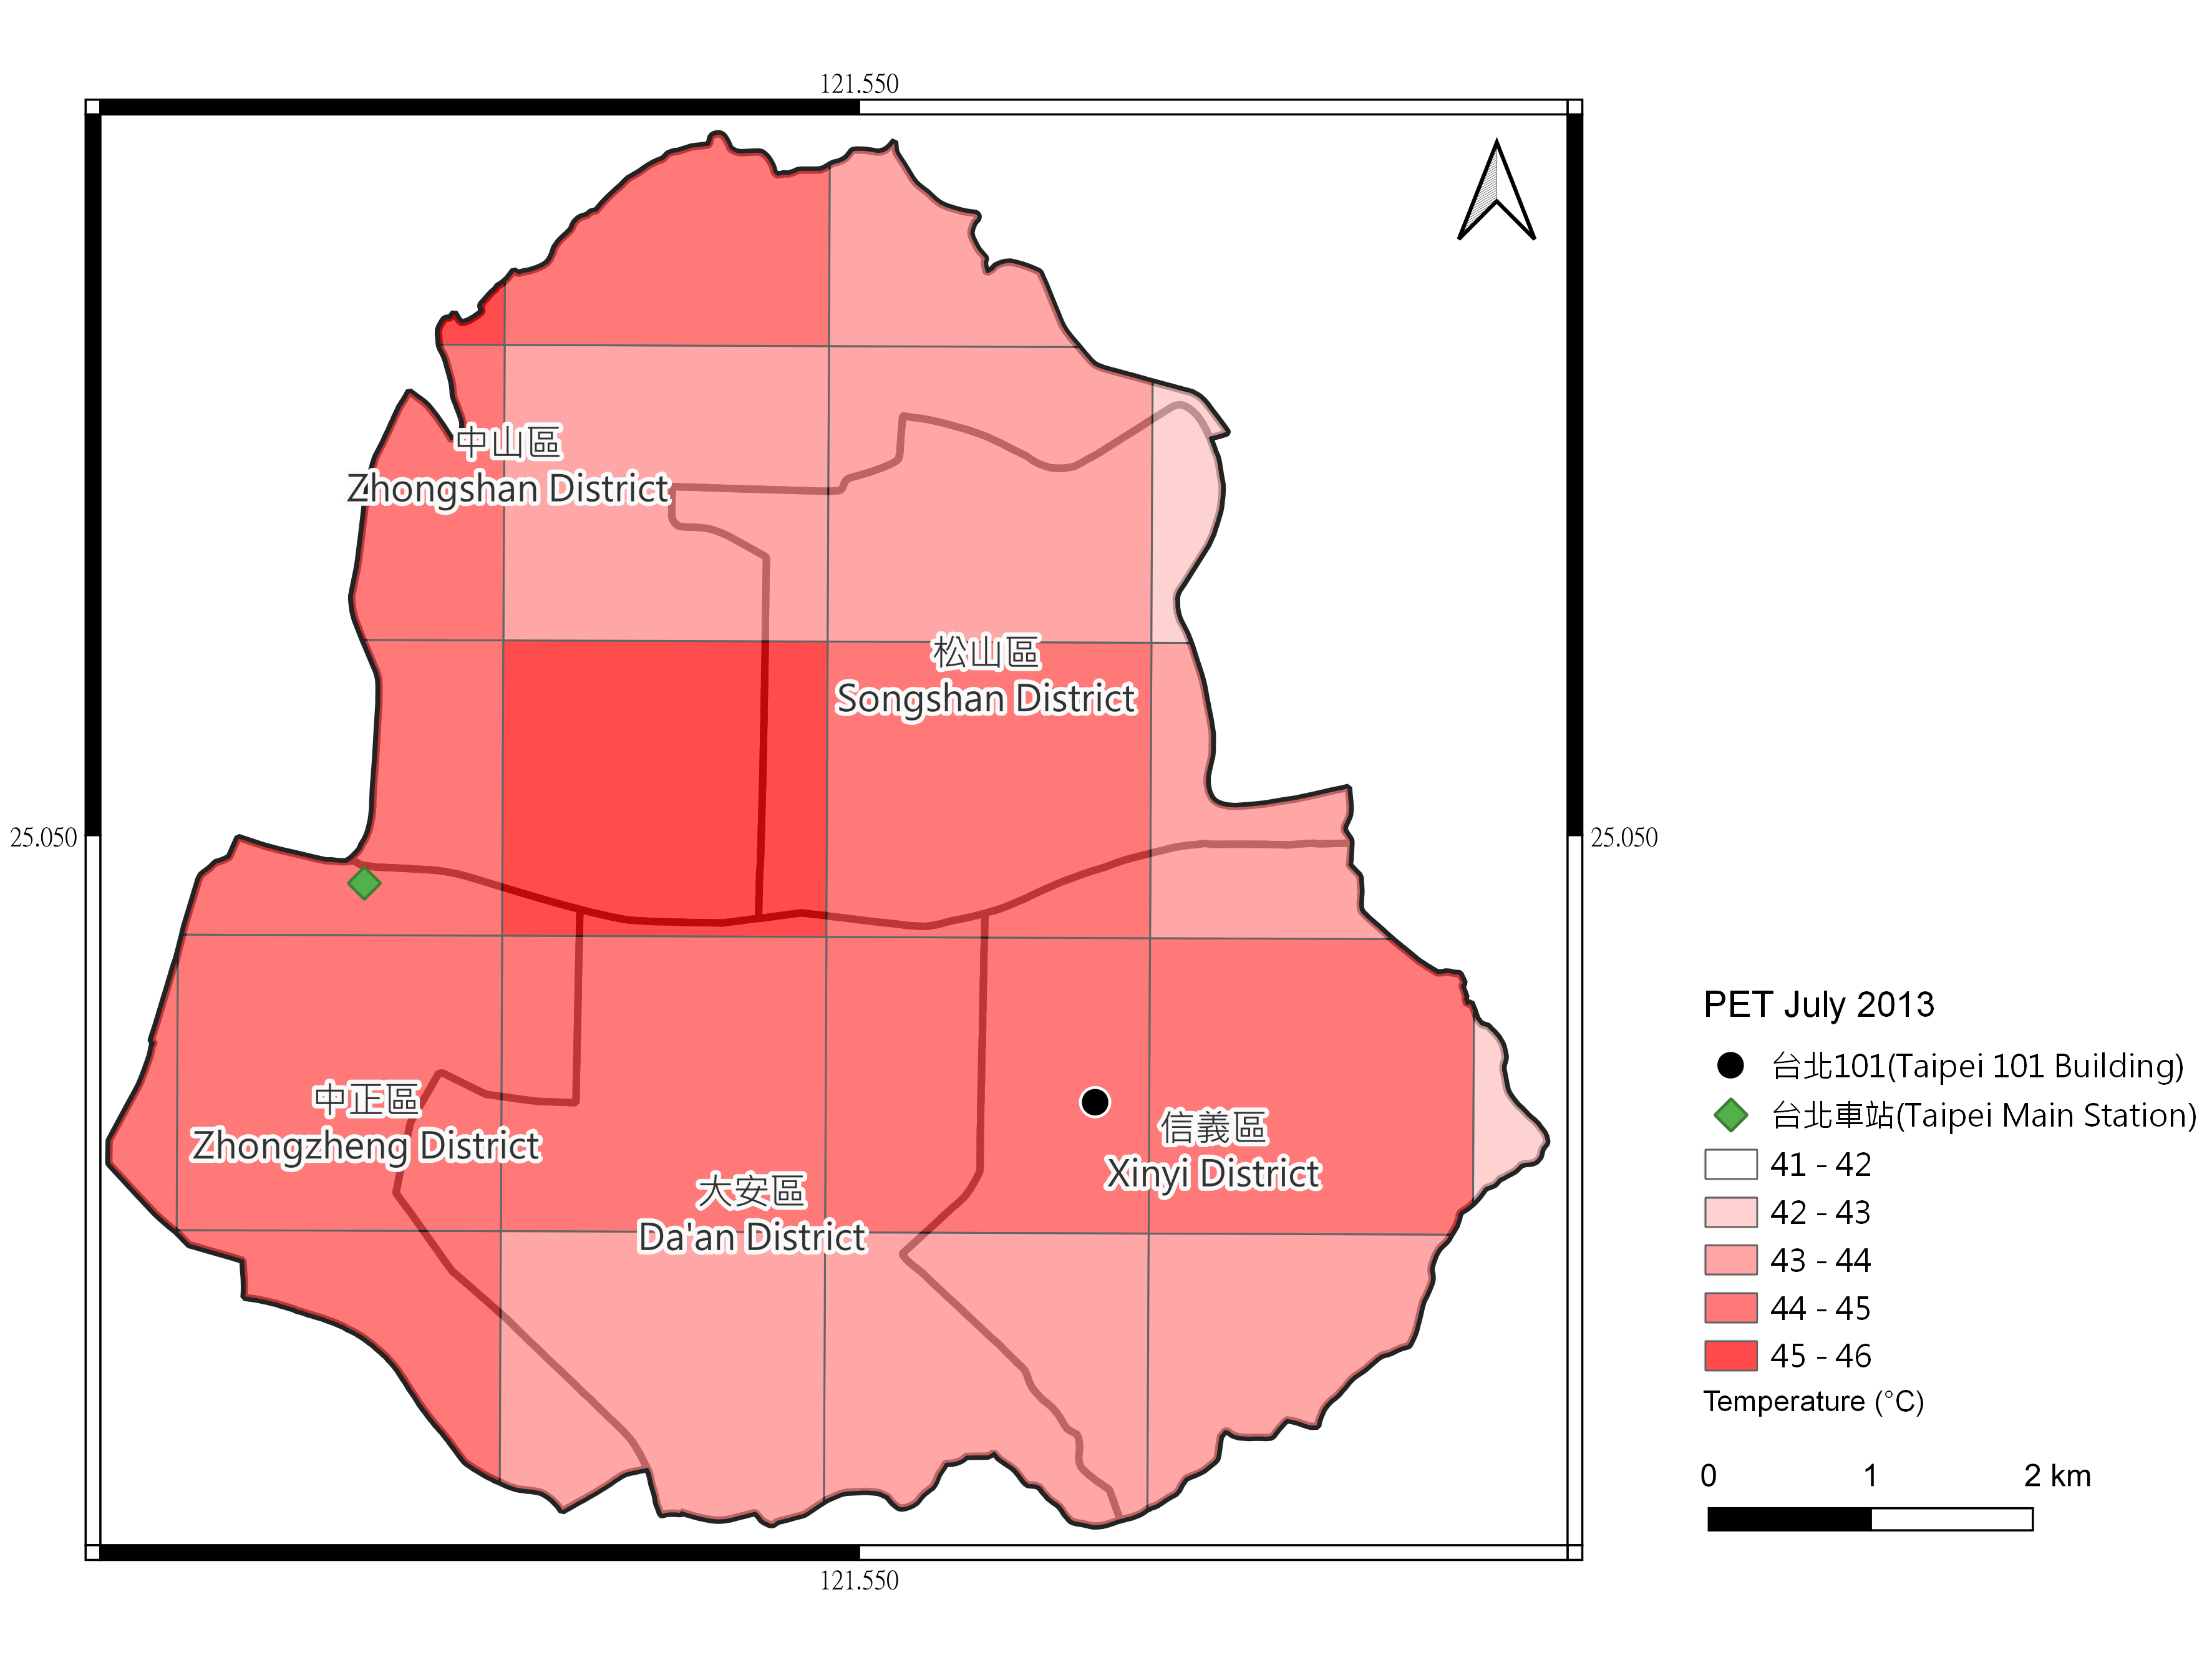 121.550
中山區
Zhongshan District
松山區
Songshan District
25.050
25.050
中正區
Zhongzheng District
信義區
Xinyi District
大安區
Da'an District
121.550
PET July 2013
台北101(Taipei 101 Building)
台北車站(Taipei Main Station)
41 - 42
42 - 43
43 - 44
44 - 45
45 - 46
Temperature (°C)
0 1 2 km